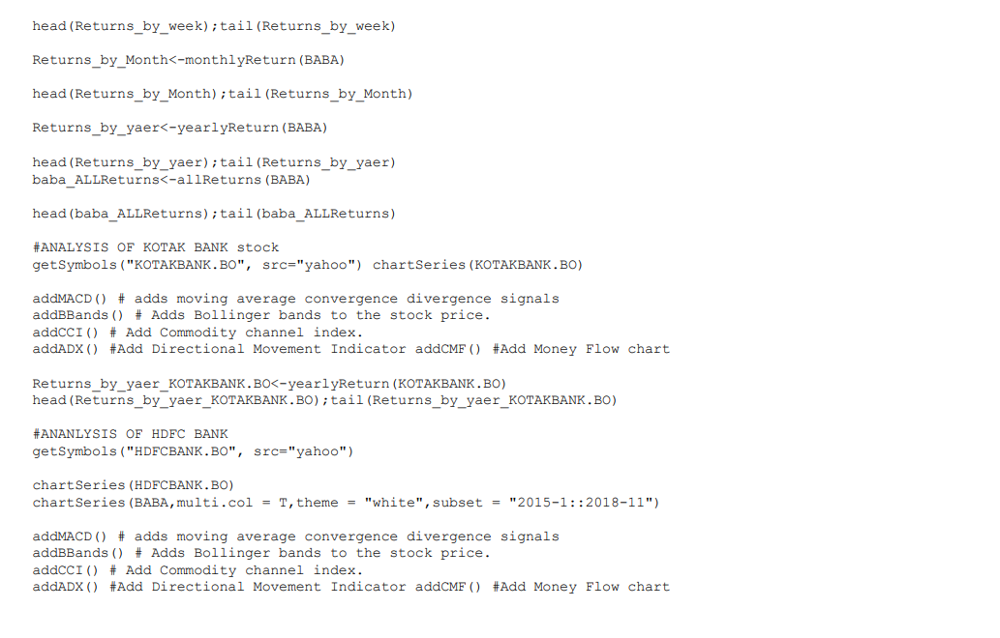 head(Returns_by_week);tail(Returns_by_week)
Returns_by_Month<-monthlyReturn(BABA)
head(Returns_by_Month);tail(Returns_by_Month)
Returns_by_yaer<-yearlyReturn(BABA)
head(Returns_by_yaer);tail(Returns_by_yaer)
baba_ALLReturns<-allReturns(BABA)
head(baba_ALLReturns);tail(baba_ALLReturns)
#ANALYSIS OF KOTAK BANK stock
getSymbols("KOTAKBANK.BO", src="yahoo") chartSeries(KOTAKBANK.BO)
addMACD() # adds moving average convergence divergence signals
addBBands() # Adds Bollinger bands to the stock price.
addCCI() # Add Commodity channel index.
addADX() #Add Directional Movement Indicator addCMF() #Add Money Flow chart
Returns_by_yaer_KOTAKBANK.BO<-yearlyReturn(KOTAKBANK.BO)
head(Returns_by_yaer_KOTAKBANK.BO);tail(Returns_by_yaer_KOTAKBANK.BO)
#ANANLYSIS OF HDFC BANK
getSymbols("HDFCBANK.BO", src="yahoo")
chartSeries(HDFCBANK.BO)
chartSeries(BABA,multi.col = T,theme = "white",subset = "2015-1::2018-11")
addMACD() # adds moving average convergence divergence signals
addBBands() # Adds Bollinger bands to the stock price.
addCCI() # Add Commodity channel index.
addADX() #Add Directional Movement Indicator addCMF() #Add Money Flow chart